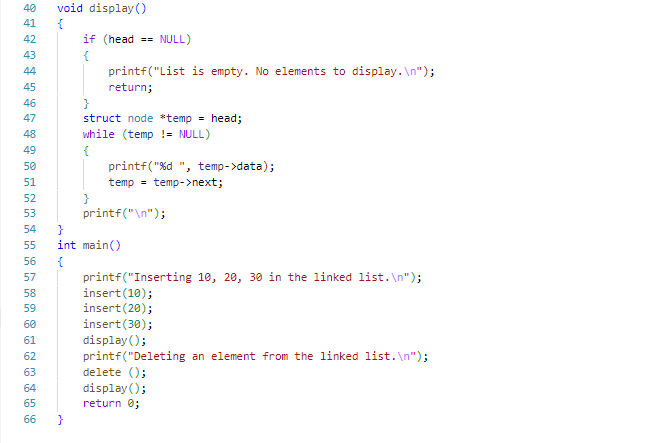 40 void display()
41 {
42 if (head == NULL)
43 {
44 printf("List is empty. No elements to display.\n");
45 return;
46 }
47 struct node *temp = head;
48 while (temp != NULL)
49 {
50 printf("%d ", temp->data);
51 temp = temp->next;
52 }
53 printf("\n");
54 }
55 int main()
56 {
57 printf("Inserting 10, 20, 30 in the linked list.\n");
58 insert(10);
59 insert(20);
60 insert(30);
61 display();
62 printf("Deleting an element from the linked list.\n");
63 delete ();
64 display();
65 return 0;
66 }